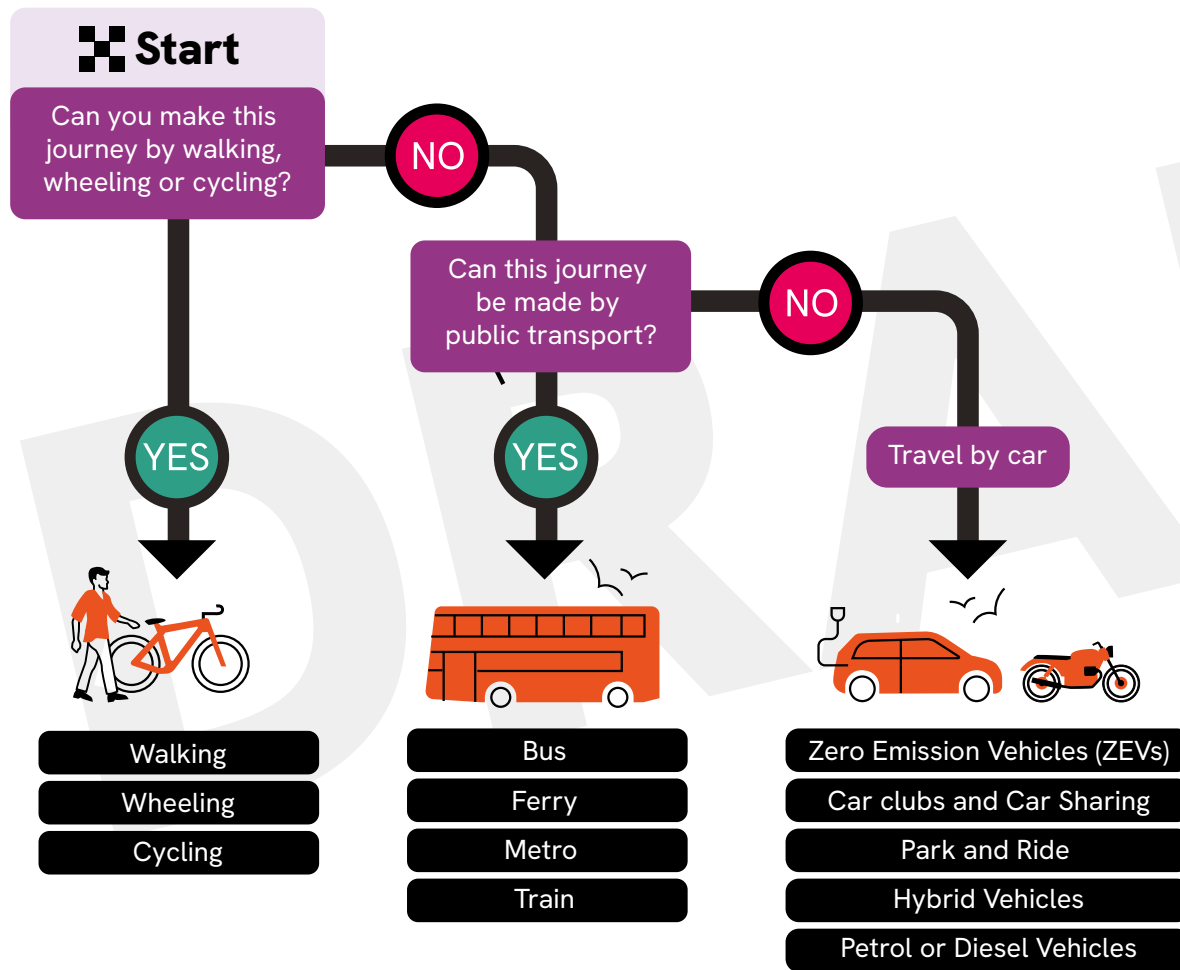 Start
Can you make this
journey by walking,
wheeling or cycling?
NO
Can this journey
be made by
public transport?
NO
YES
YES
Travel by car
Walking
Wheeling
Cycling
Bus
Ferry
Metro
Train
Zero Emission Vehicles (ZEVs)
Car clubs and Car Sharing
Park and Ride
Hybrid Vehicles
Petrol or Diesel Vehicles
DRA